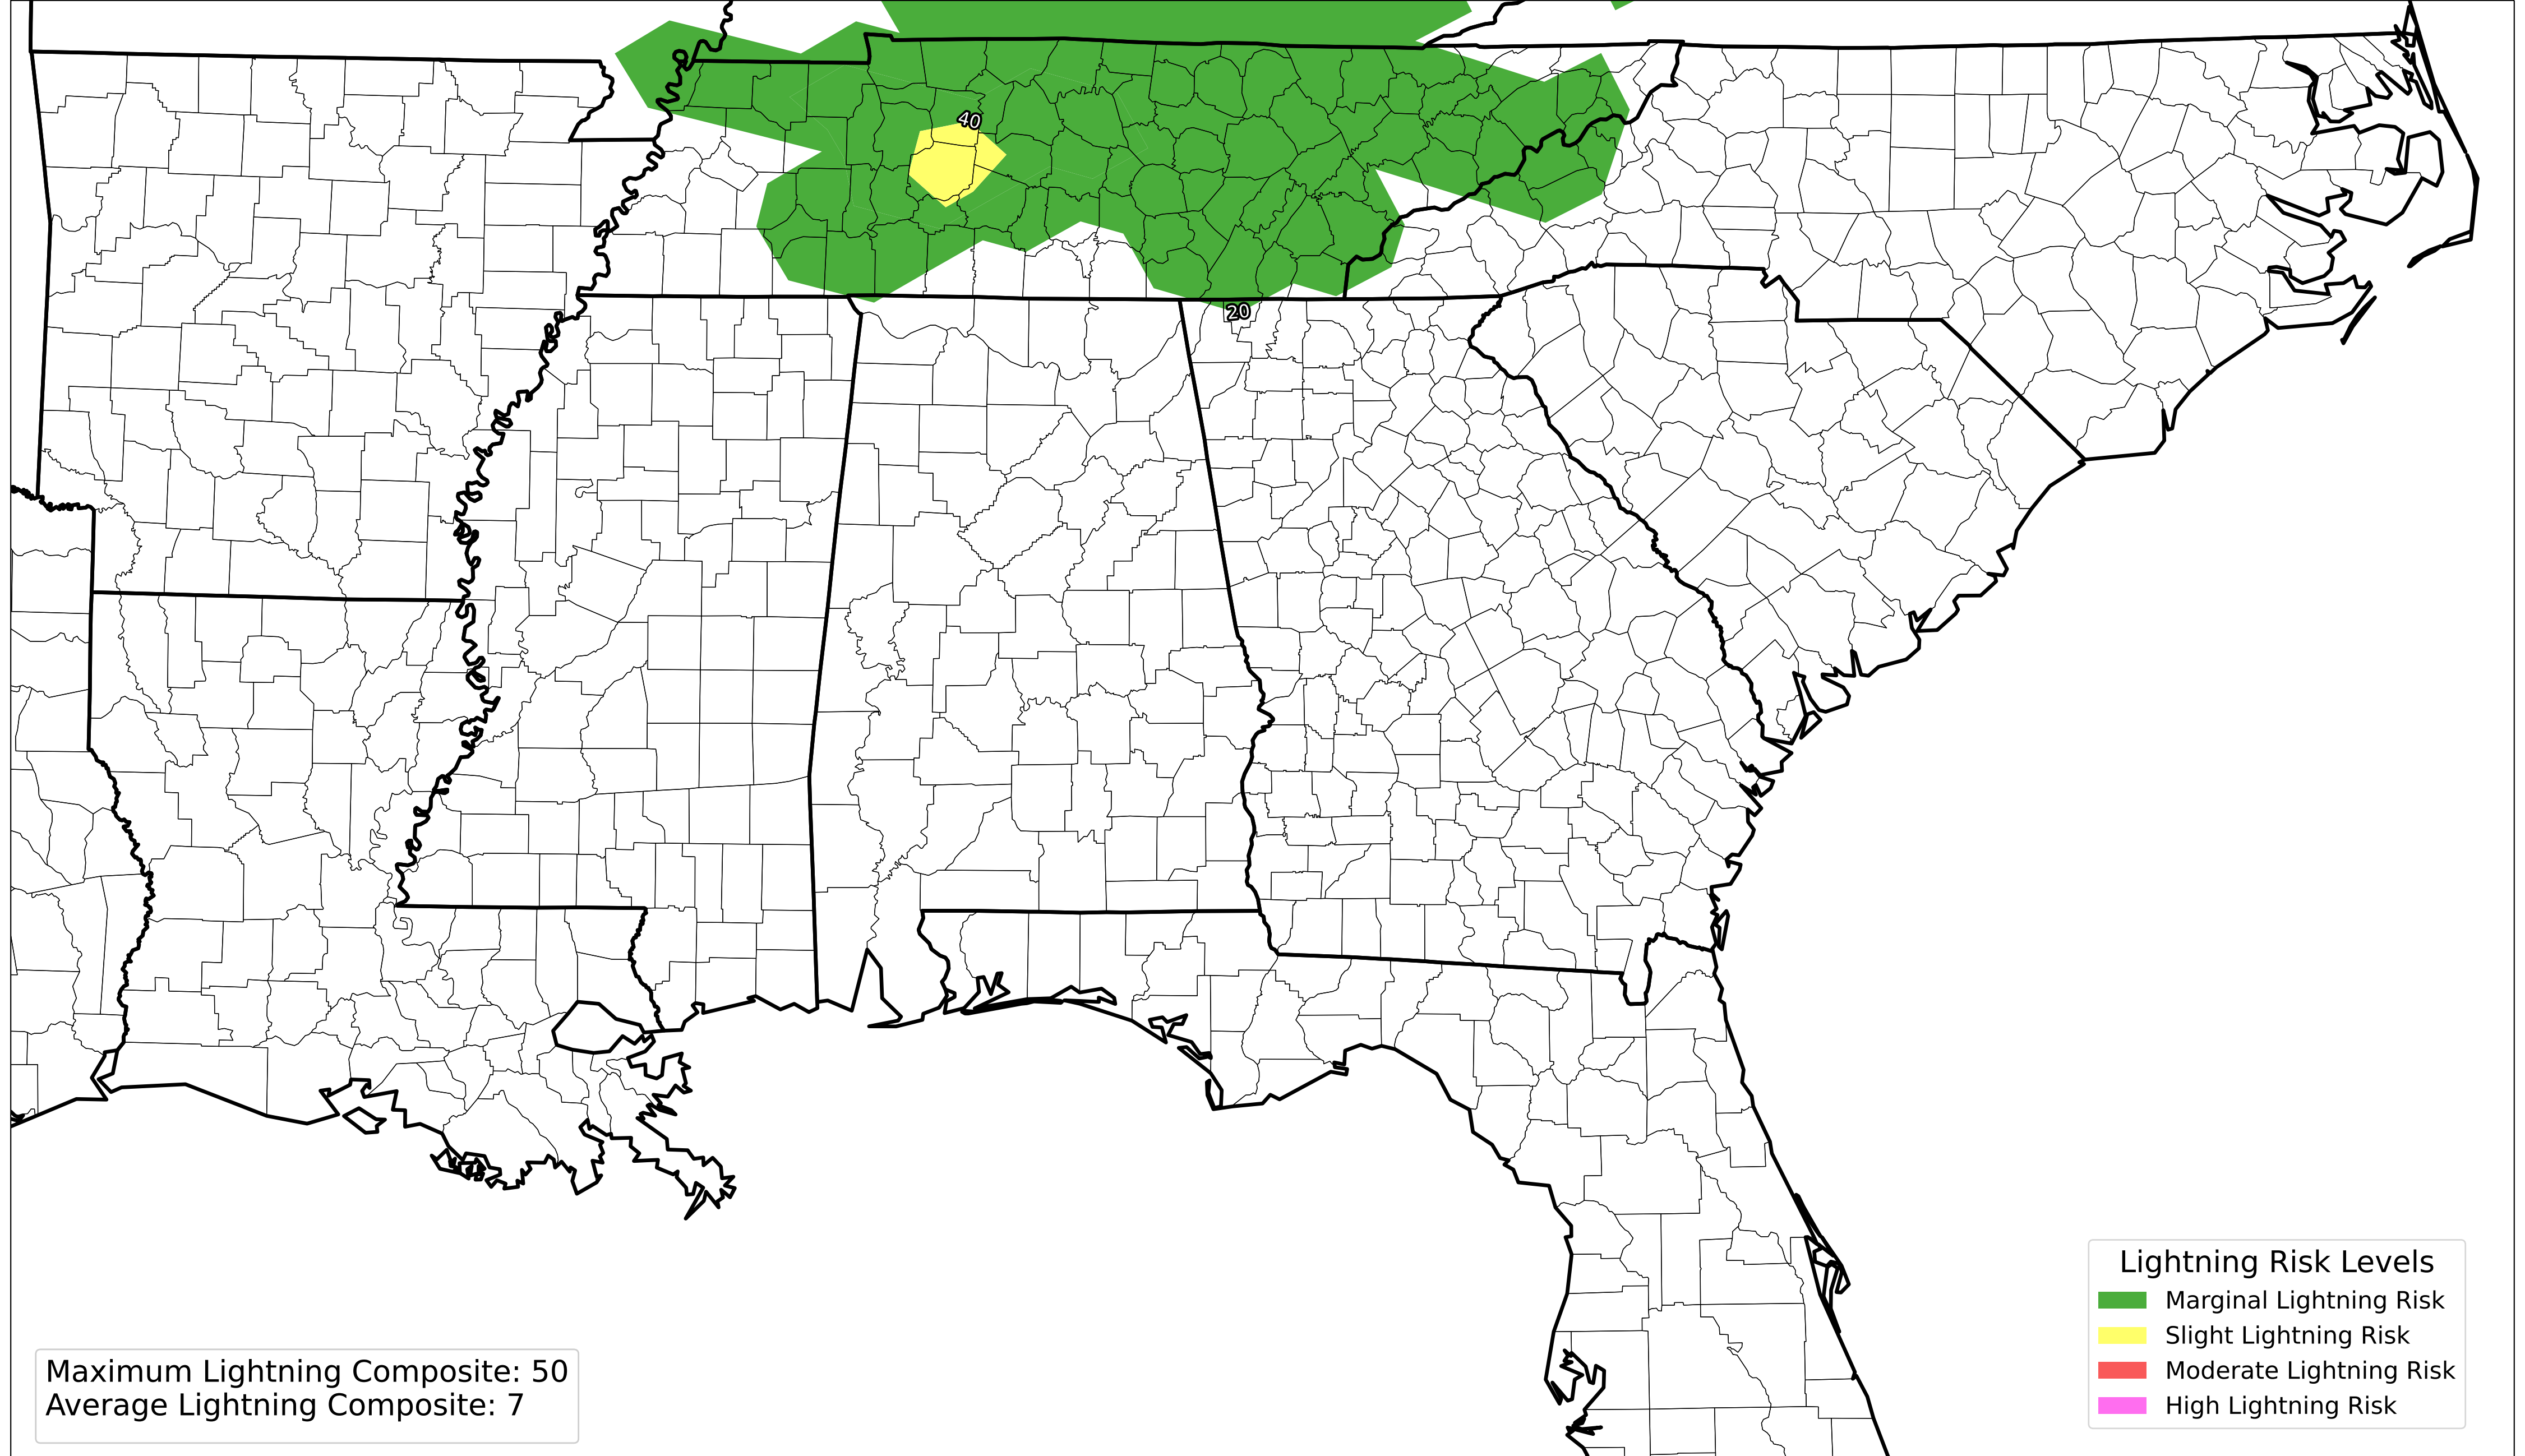 40
20
Lightning Risk Levels
Marginal Lightning Risk
Slight Lightning Risk
Moderate Lightning Risk
High Lightning Risk
Maximum Lightning Composite: 50
Average Lightning Composite: 7